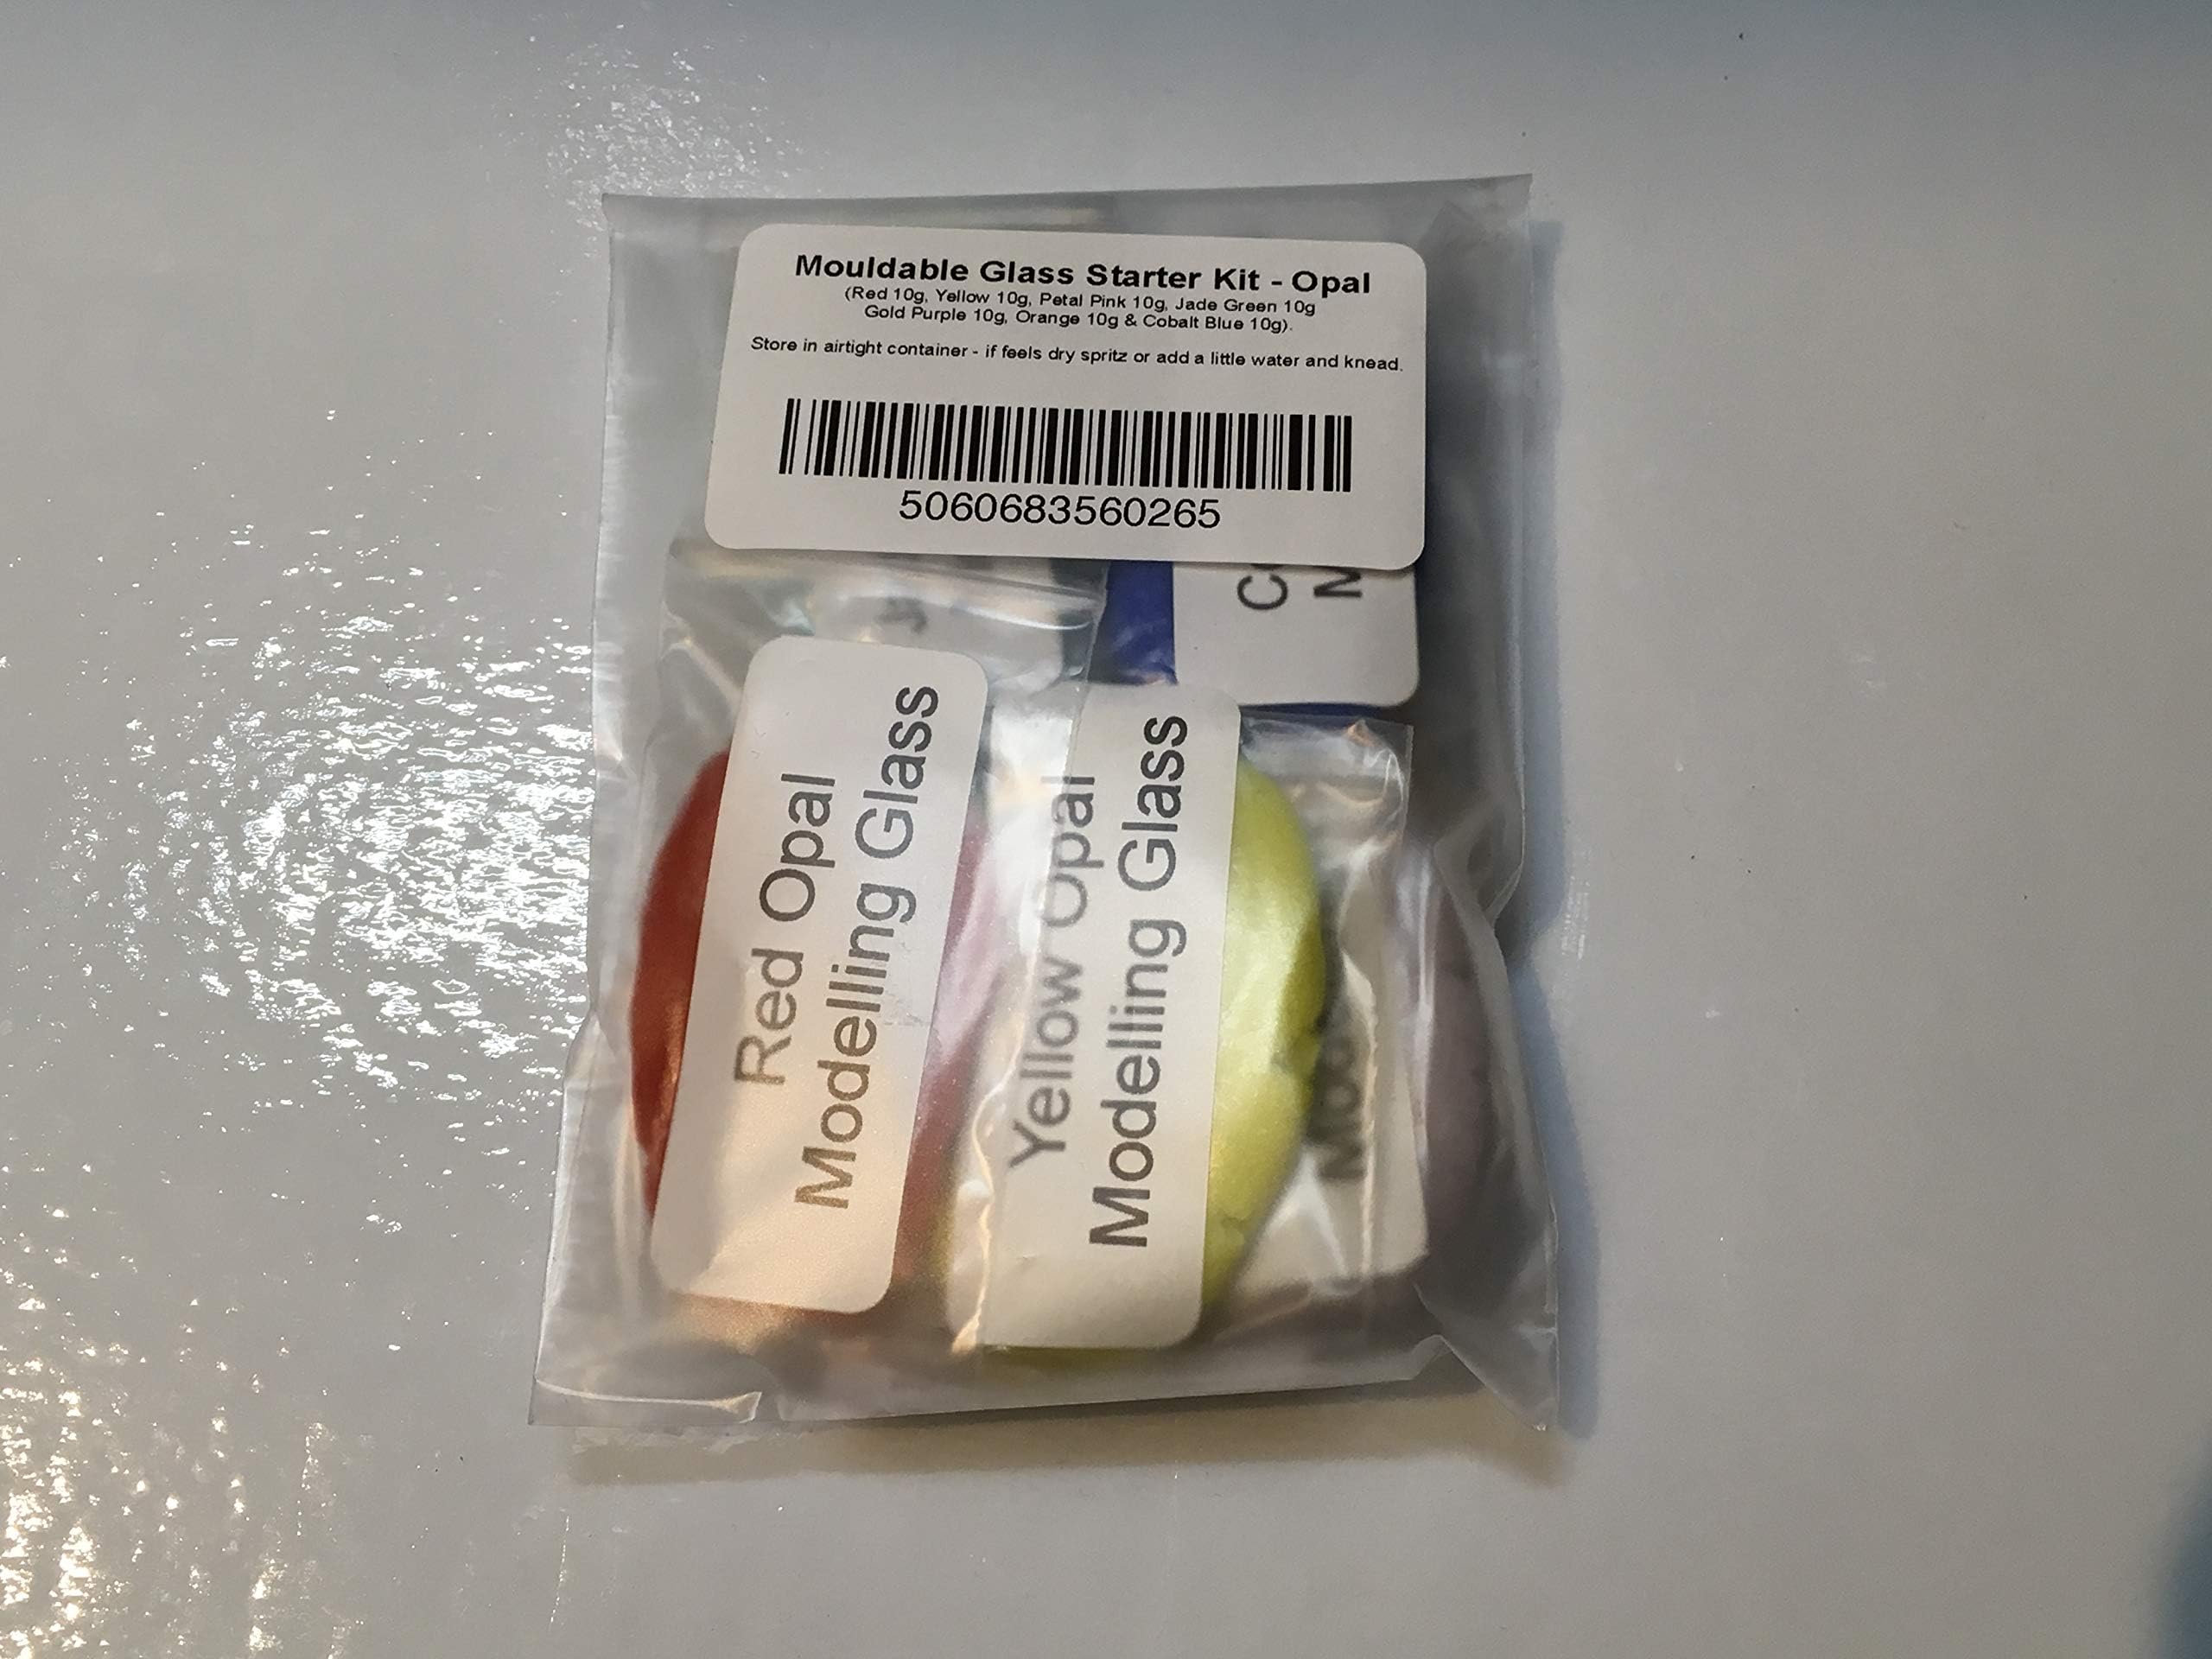 Mouldable Glass Starter Kit - Opal
(Red 10g, Yellow 10g, Petal Pink 10g, Jade Green 10g
Gold Purple 10g, Orange 10g & Cobalt Blue 10g).
Store in airtight container - if feels dry spritz or add a little water and knead.
5060683560265
Red Opal
Modelling Glass
Yellow Opal
Modelling Glass